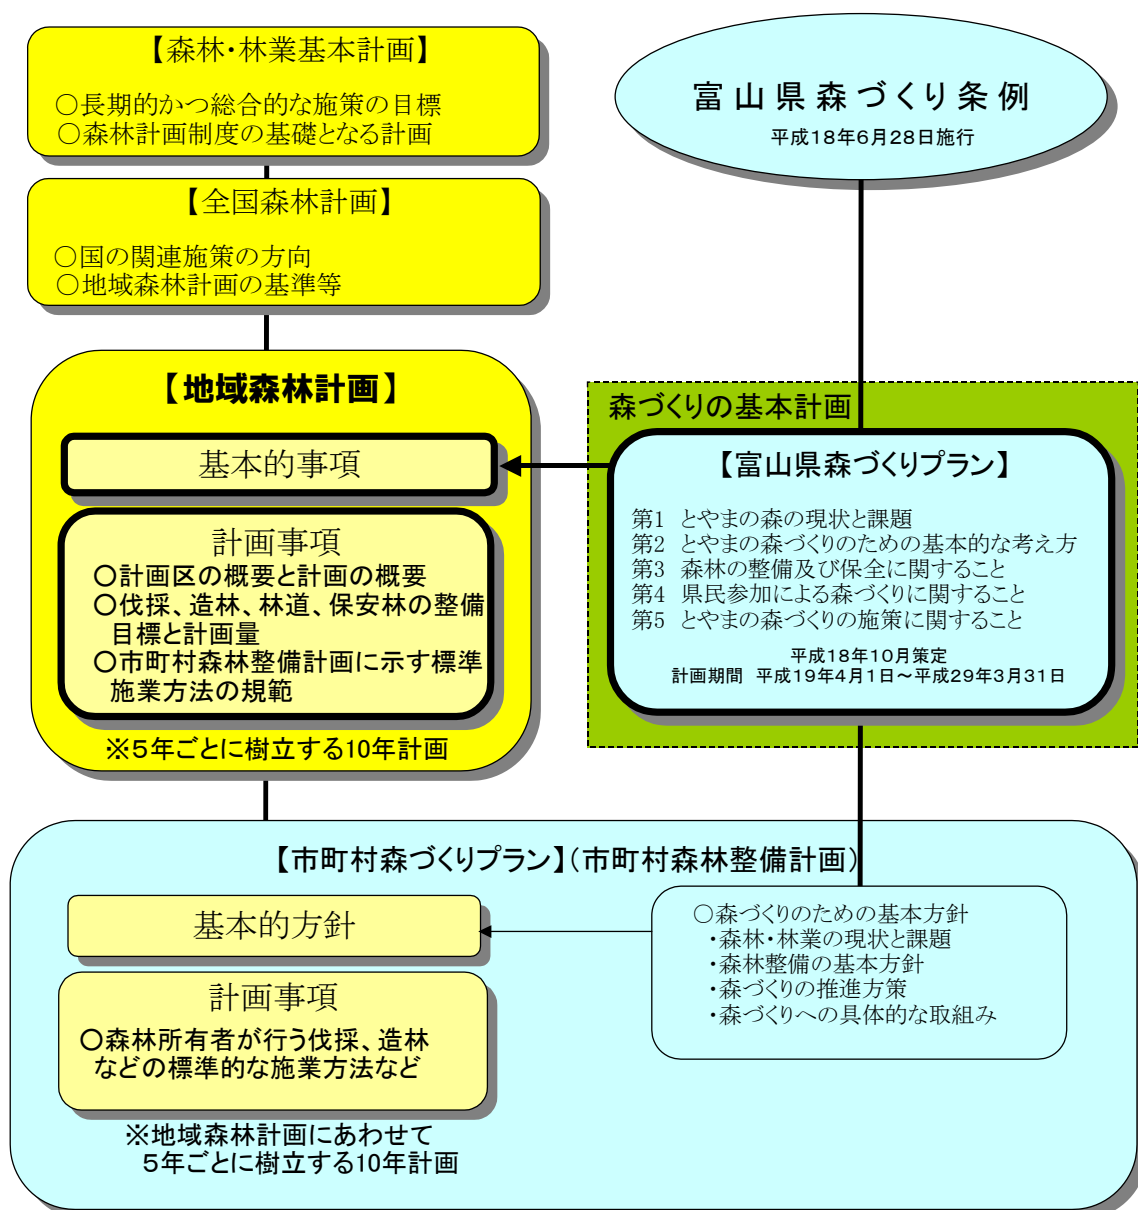 【森林・林業基本計画】
○長期的かつ総合的な施策の目標
○森林計画制度の基礎となる計画
富山県森づくり条例
平成18年6月28日施行
【全国森林計画】
○国の関連施策の方向
○地域森林計画の基準等
【地域森林計画】
基本的事項
計画事項
○計画区の概要と計画の概要
○伐採、造林、林道、保安林の整備
目標と計画量
○市町村森林整備計画に示す標準
施業方法の規範
※5年ごとに樹立する10年計画
森づくりの基本計画
【富山県森づくりプラン】
第1 とやまの森の現状と課題
第2 とやまの森づくりのための基本的な考え方
第3 森林の整備及び保全に関すること
第4 県民参加による森づくりに関すること
第5 とやまの森づくりの施策に関すること
平成18年10月策定
計画期間 平成19年4月1日～平成29年3月31日
【市町村森づくりプラン】(市町村森林整備計画)
基本的方針
計画事項
○森林所有者が行う伐採、造林
などの標準的な施業方法など
※地域森林計画にあわせて
5年ごとに樹立する10年計画
○森づくりのための基本方針
・森林・林業の現状と課題
・森林整備の基本方針
・森づくりの推進方策
・森づくりへの具体的な取組み